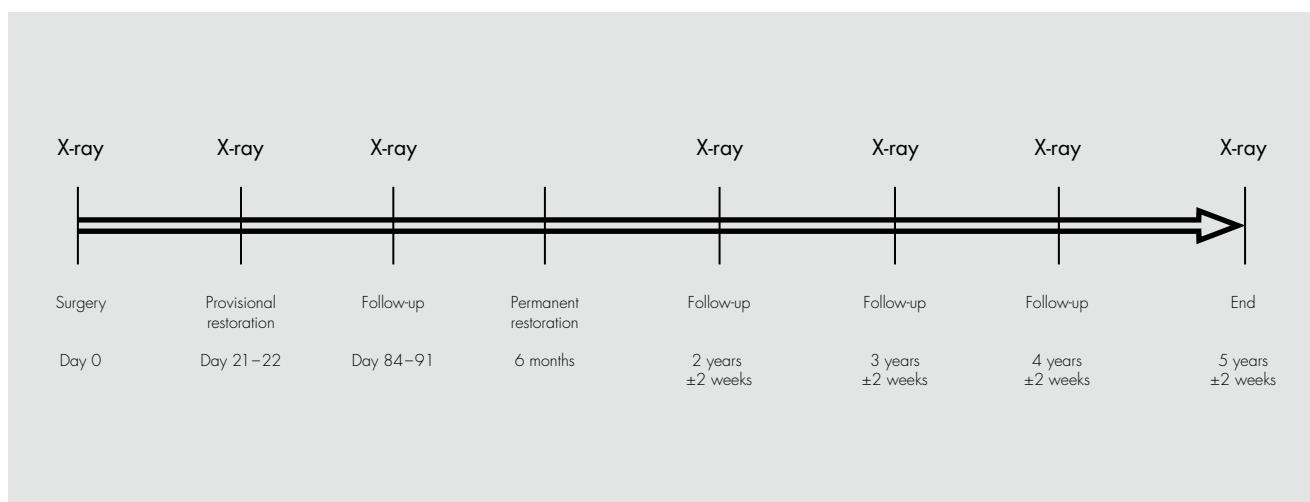 X-ray X-ray X-ray X-ray X-ray X-ray X-ray
Surgery Provisional Follow-up Permanent Follow-up Follow-up Follow-up End
restoration restoration
Day 0 Day 21–22 Day 84–91 6 months 2 years 3 years 4 years 5 years
±2 weeks ±2 weeks ±2 weeks ±2 weeks